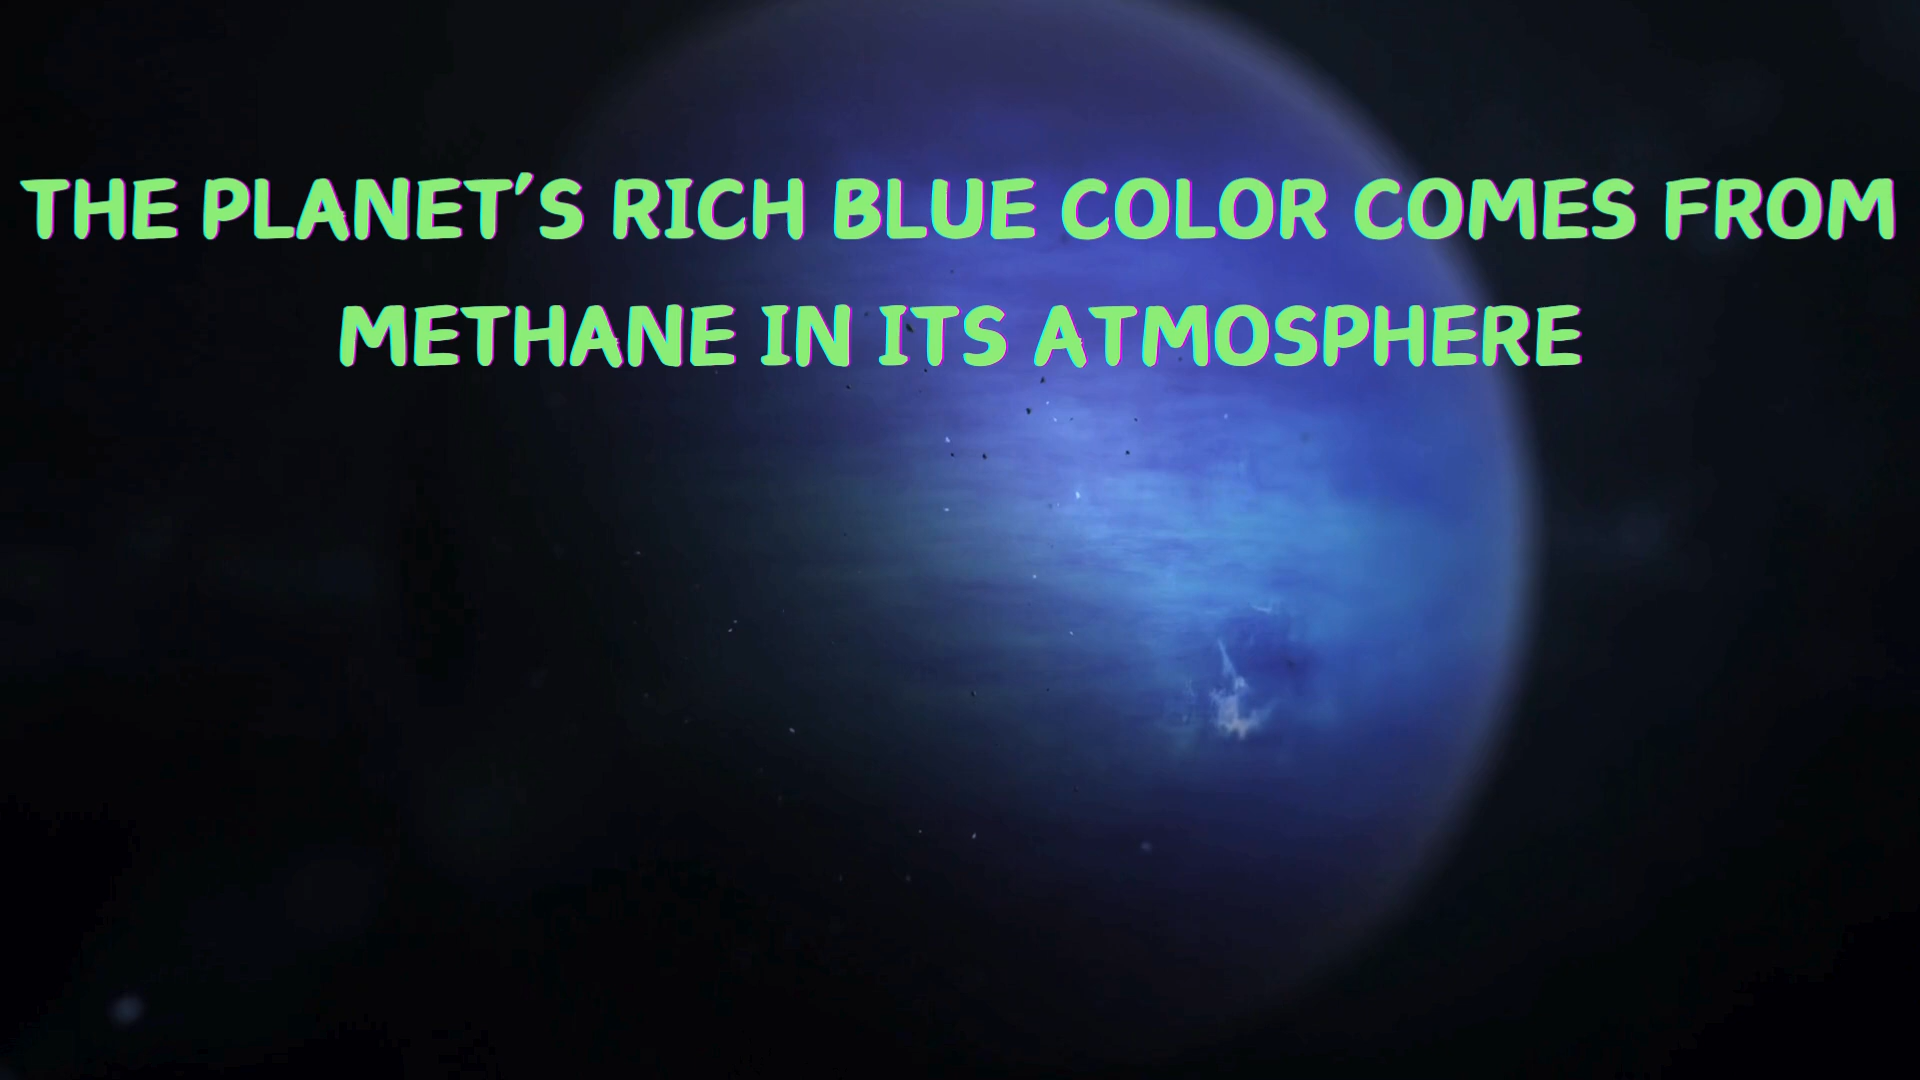 THE PLANET'S RICH BLUE COLOR COMES FROM
METHANE IN ITS ATMOSPHERE